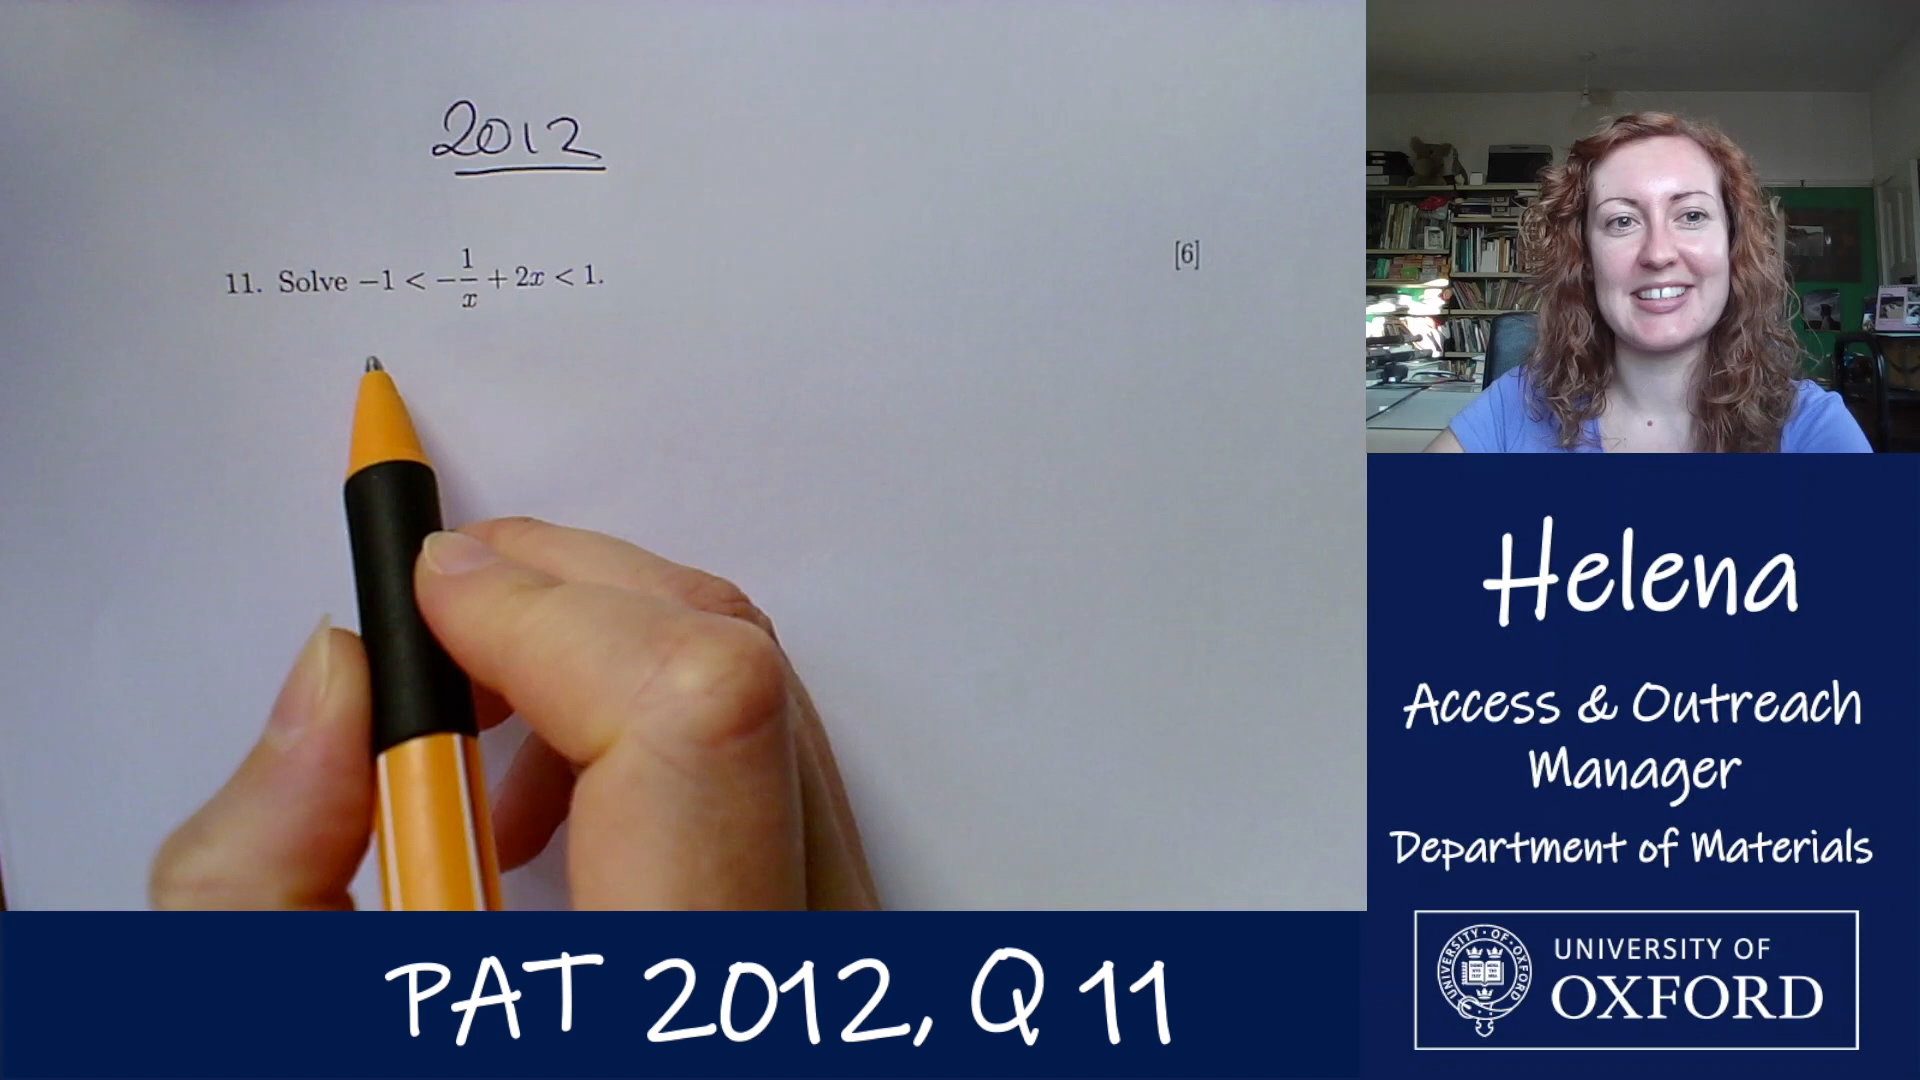 2012
11. Solve −1 < −1/x + 2x < 1.
[6]
Helena
Access & Outreach
Manager
Department of Materials
UNIVERSITY OF
OXFORD
PAT 2012, Q 11